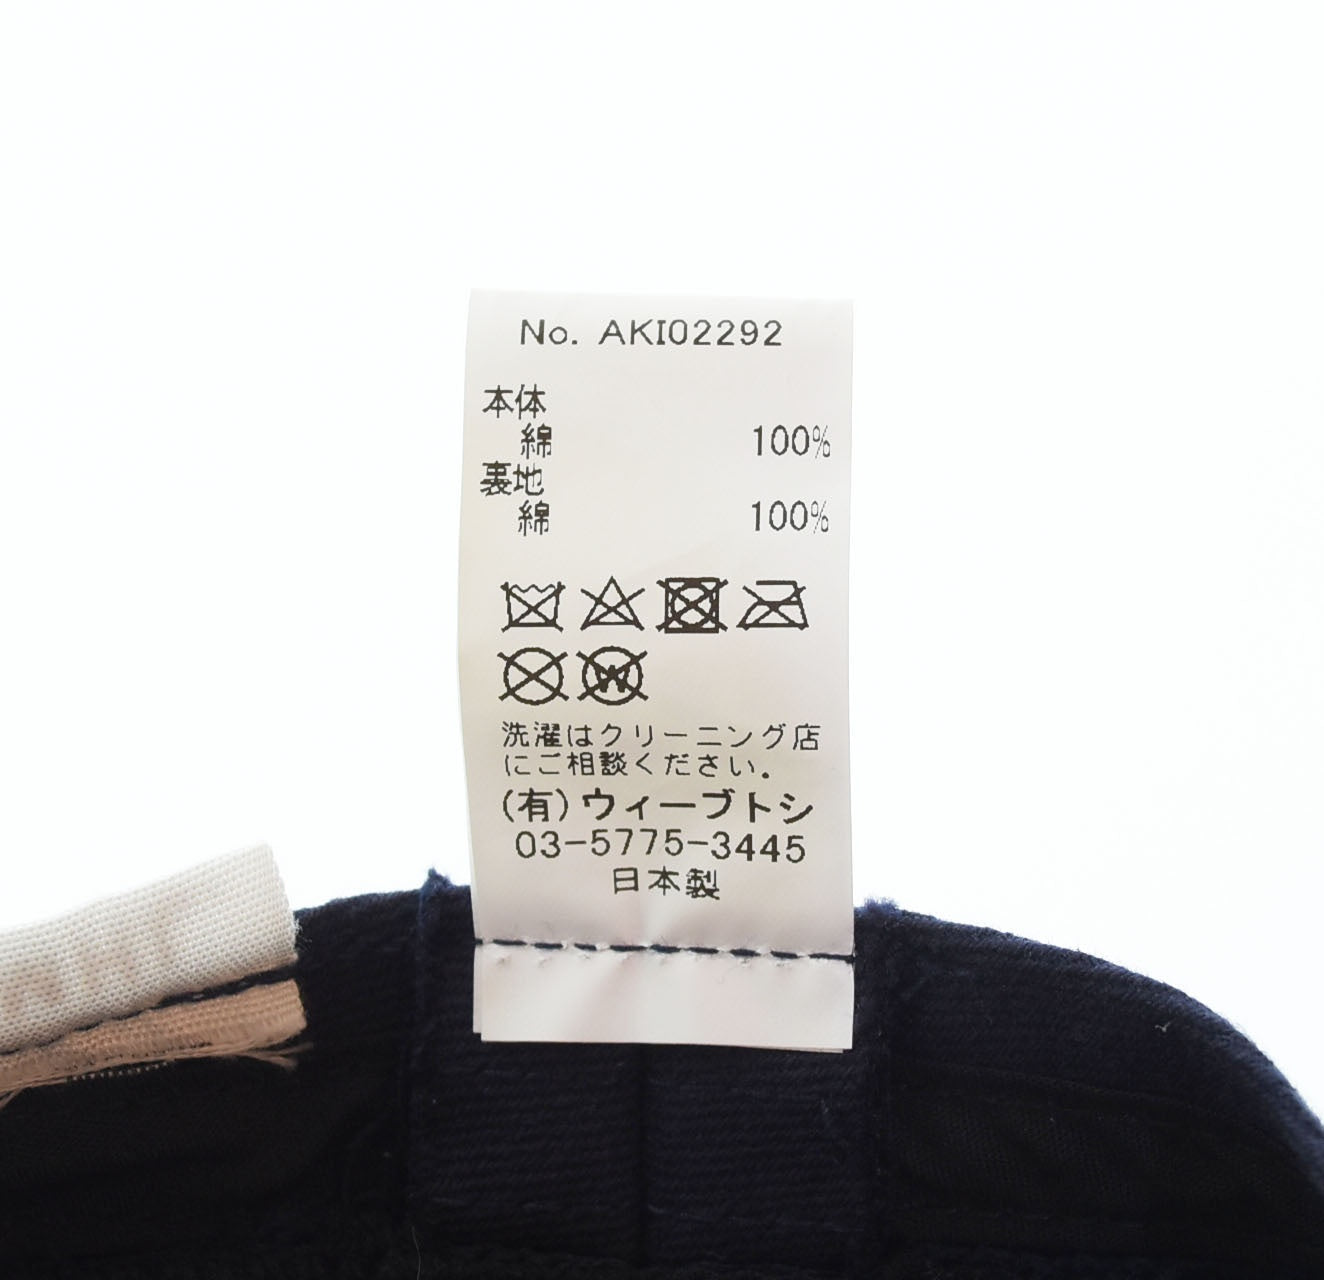 No. AKI02292
本体
綿 100%
裏地
綿 100%
W
洗濯はクリーニング店
にご相談ください。
(有)ウィーブトシ
03-5775-3445
日本製